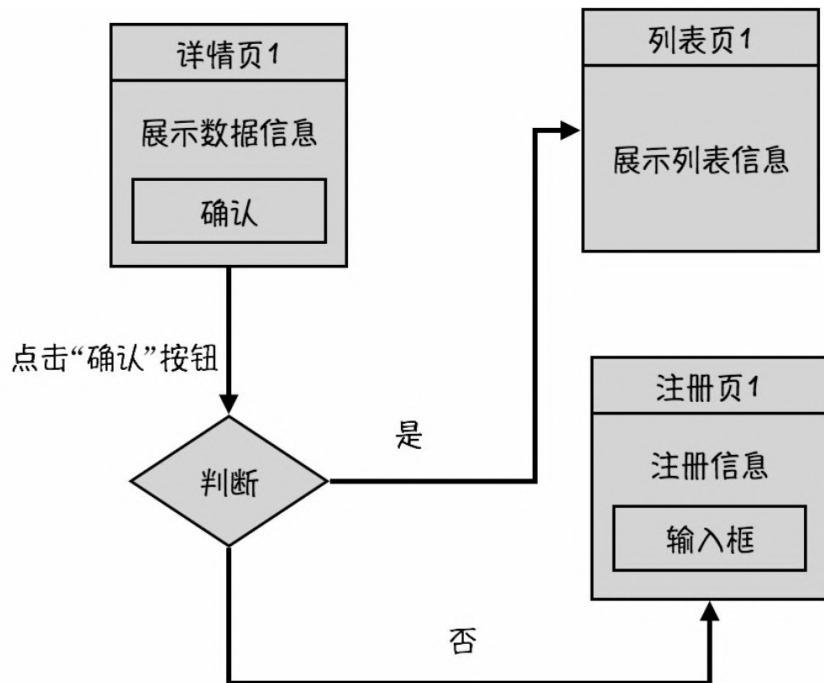 详情页1
展示数据信息
确认
列表页1
展示列表信息
点击“确认”按钮
是
判断
注册页1
注册信息
输入框
否